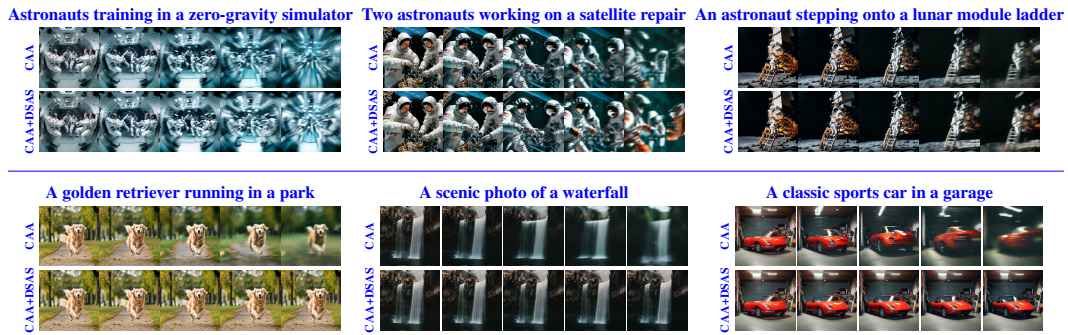 Astronauts training in a zero-gravity simulator
CAA
CAA+DSAS
Two astronauts working on a satellite repair
CAA
CAA+DSAS
An astronaut stepping onto a lunar module ladder
CAA
CAA+DSAS
A golden retriever running in a park
CAA
CAA+DSAS
A scenic photo of a waterfall
CAA
CAA+DSAS
A classic sports car in a garage
CAA
CAA+DSAS